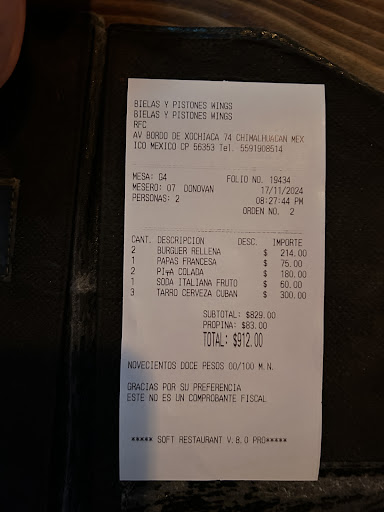 BIELAS Y PISTONES WINGS
BIELAS Y PISTONES WINGS
RFC
AV BORDO DE XOCHIACA 74 CHIMALHUACAN MEX
ICO MEXICO CP 56353 Tel. 5591908514
MESA: G4 FOLIO NO. 19434
MESERO: 07 DONOVAN 17/11/2024
PERSONAS: 2 08:27:44 PM
ORDEN NO. 2
CANT. DESCRIPCION DESC. IMPORTE
2 BURGUER RELLENA $ 214.00
1 PAPAS FRANCESA $ 75.00
2 PI¥A COLADA $ 180.00
1 SODA ITALIANA FRUTO $ 60.00
3 TARRO CERVEZA CUBAN $ 300.00
SUBTOTAL: $829.00
PROPINA: $83.00
TOTAL: $912.00
NOVECIENTOS DOCE PESOS 00/100 M.N.
GRACIAS POR SU PREFERENCIA
ESTE NO ES UN COMPROBANTE FISCAL
***** SOFT RESTAURANT V.8.0 PRO*****